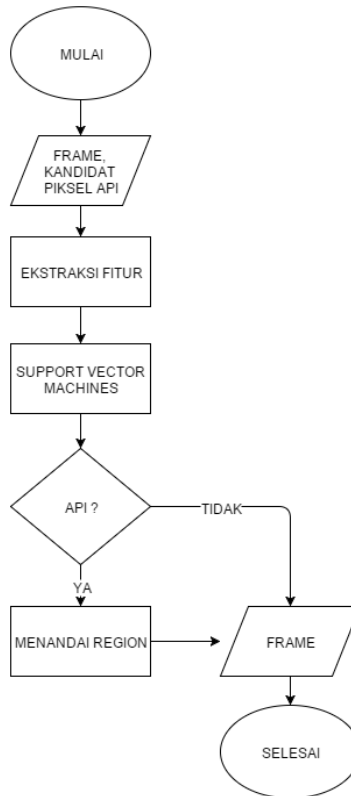 MULAI
FRAME,
KANDIDAT
PIKSEL API
EKSTRAKSI FITUR
SUPPORT VECTOR
MACHINES
API ?
TIDAK
YA
MENANDAI REGION
FRAME
SELESAI